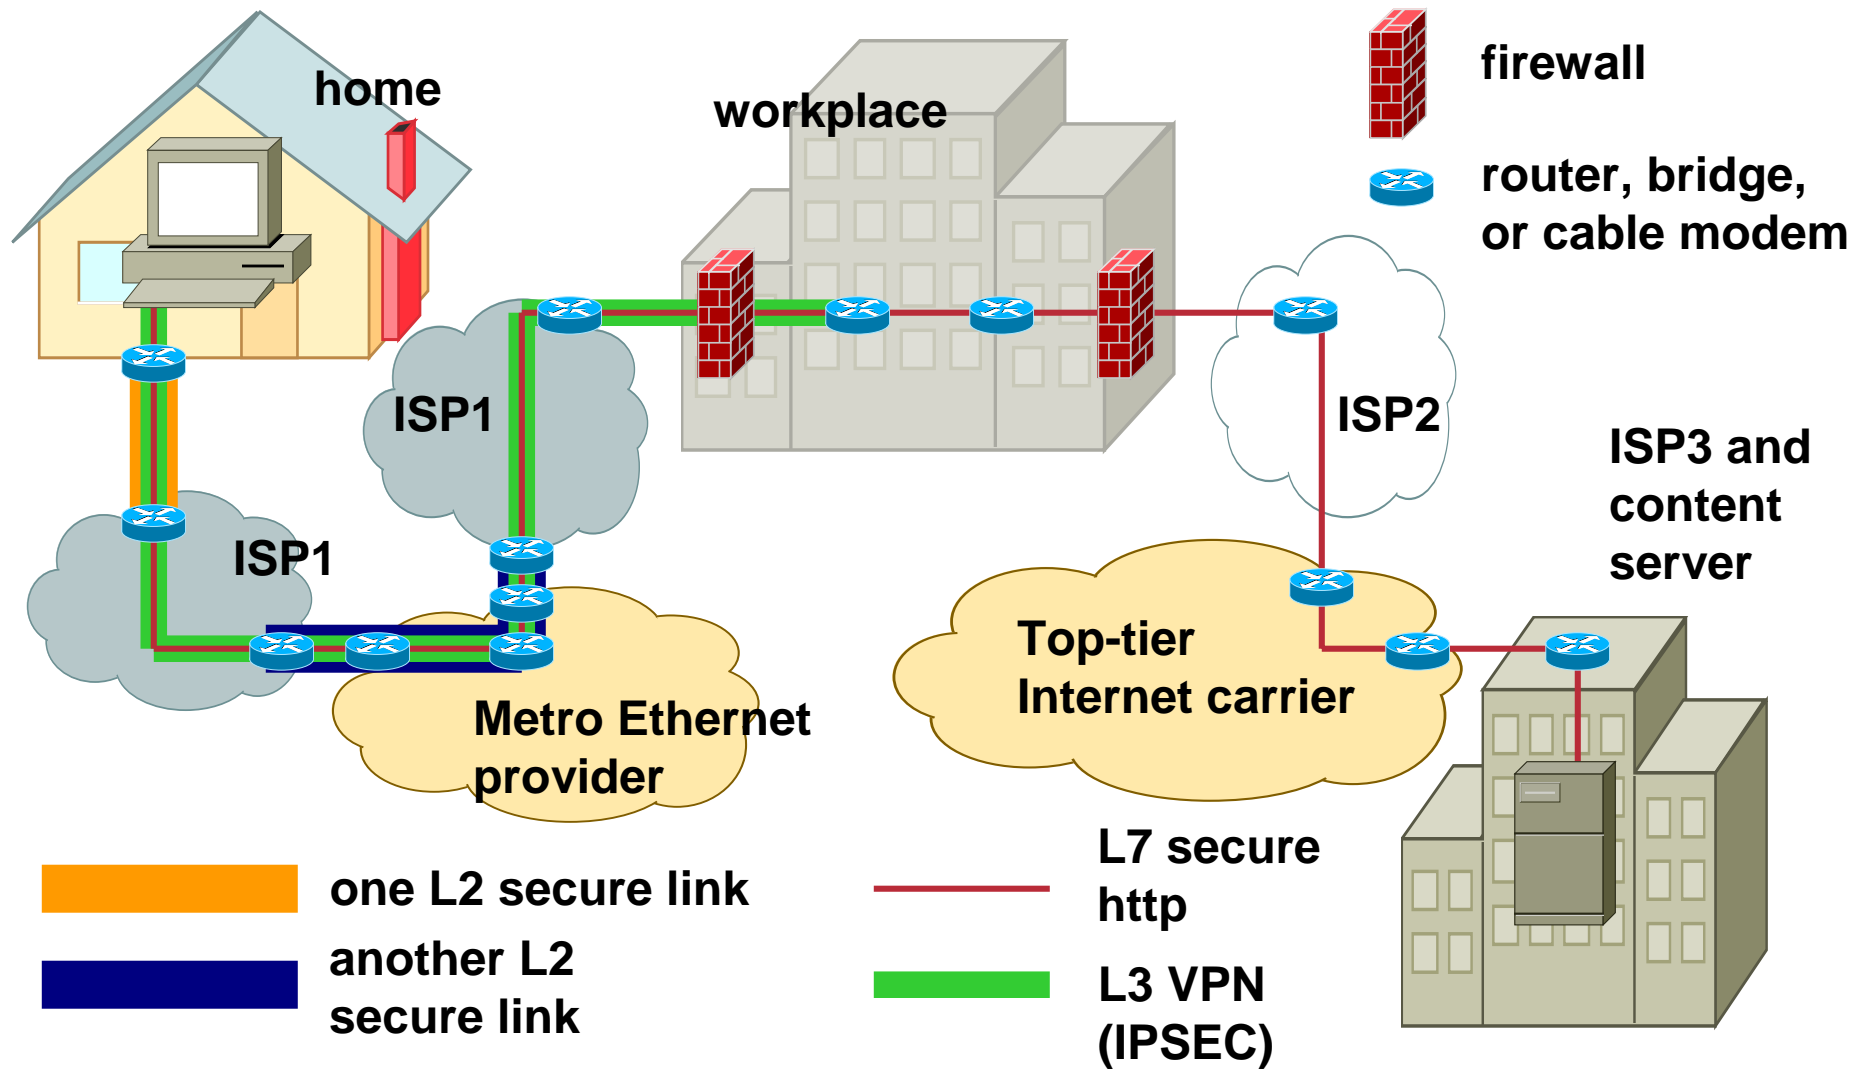 home
workplace
firewall
router, bridge,
or cable modem
ISP1
ISP2
ISP3 and
content
server
ISP1
Top-tier
Internet carrier
Metro Ethernet
provider
one L2 secure link
another L2
secure link
L7 secure
http
L3 VPN
(IPSEC)